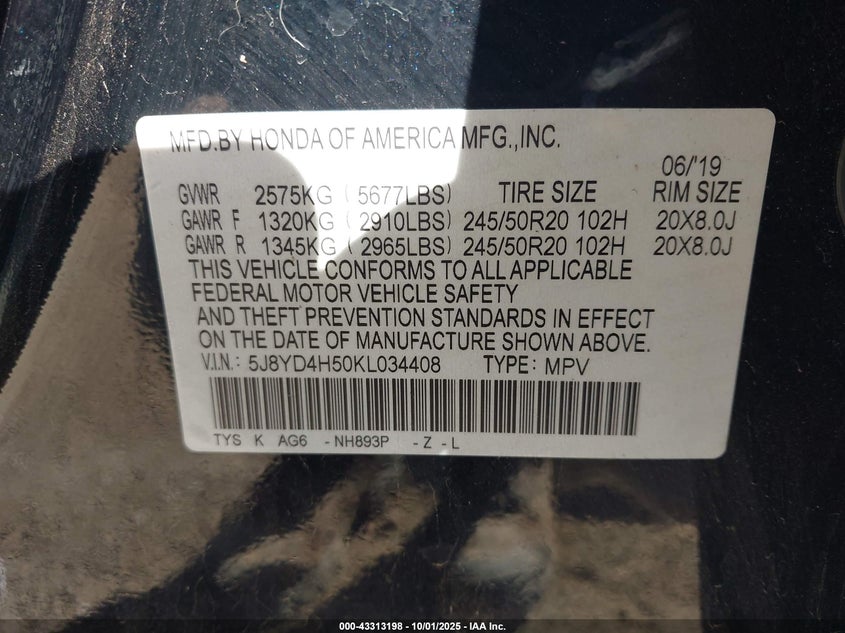 MFD.BY HONDA OF AMERICA MFG.,INC.
06/'19
GVWR 2575KG (5677LBS) TIRE SIZE RIM SIZE
GAWR F 1320KG (2910LBS) 245/50R20 102H 20X8.0J
GAWR R 1345KG (2965LBS) 245/50R20 102H 20X8.0J
THIS VEHICLE CONFORMS TO ALL APPLICABLE
FEDERAL MOTOR VEHICLE SAFETY
AND THEFT PREVENTION STANDARDS IN EFFECT
ON THE DATE OF MANUFACTURE SHOWN ABOVE.
V.I.N.: 5J8YD4H50KL034408 TYPE: MPV
TYS K AG6 -NH893P -Z -L
000-43313198 - 10/01/2025 - IAA Inc.